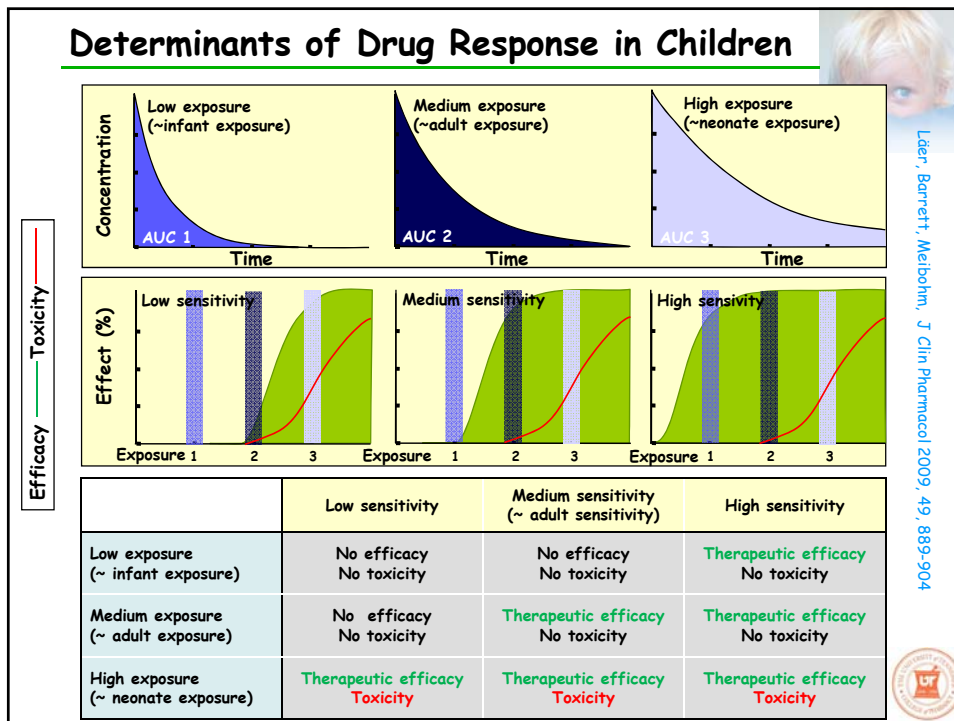 Determinants of Drug Response in Children
Low exposure
(~infant exposure)
Medium exposure
(~adult exposure)
High exposure
(~neonate exposure)
Concentration
AUC 1
AUC 2
AUC 3
Time
Time
Time
Efficacy
Toxicity
Low sensitivity
Medium sensitivity
High sensivity
Effect (%)
Exposure 1 2 3
Exposure 1 2 3
Exposure 1 2 3
Low sensitivity
Medium sensitivity
(~ adult sensitivity)
High sensitivity
Low exposure
(~ infant exposure)
No efficacy
No toxicity
No efficacy
No toxicity
Therapeutic efficacy
No toxicity
Medium exposure
(~ adult exposure)
No efficacy
No toxicity
Therapeutic efficacy
No toxicity
Therapeutic efficacy
No toxicity
High exposure
(~ neonate exposure)
Therapeutic efficacy
Toxicity
Therapeutic efficacy
Toxicity
Therapeutic efficacy
Toxicity
Läer, Barrett, Meibohm, J Clin Pharmacol 2009, 49, 889-904